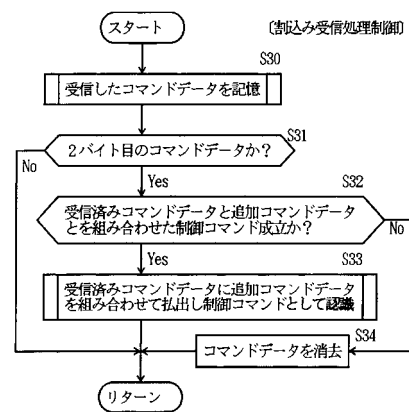 スタート
〔割込み受信処理制御〕
S30
受信したコマンドデータを記憶
S31
2バイト目のコマンドデータか？
No
Yes
S32
受信済みコマンドデータと追加コマンドデータ
とを組み合わせた制御コマンド成立か？
No
Yes
S33
受信済みコマンドデータに追加コマンドデータ
を組み合わせて払出し制御コマンドとして認識
S34
コマンドデータを消去
リターン